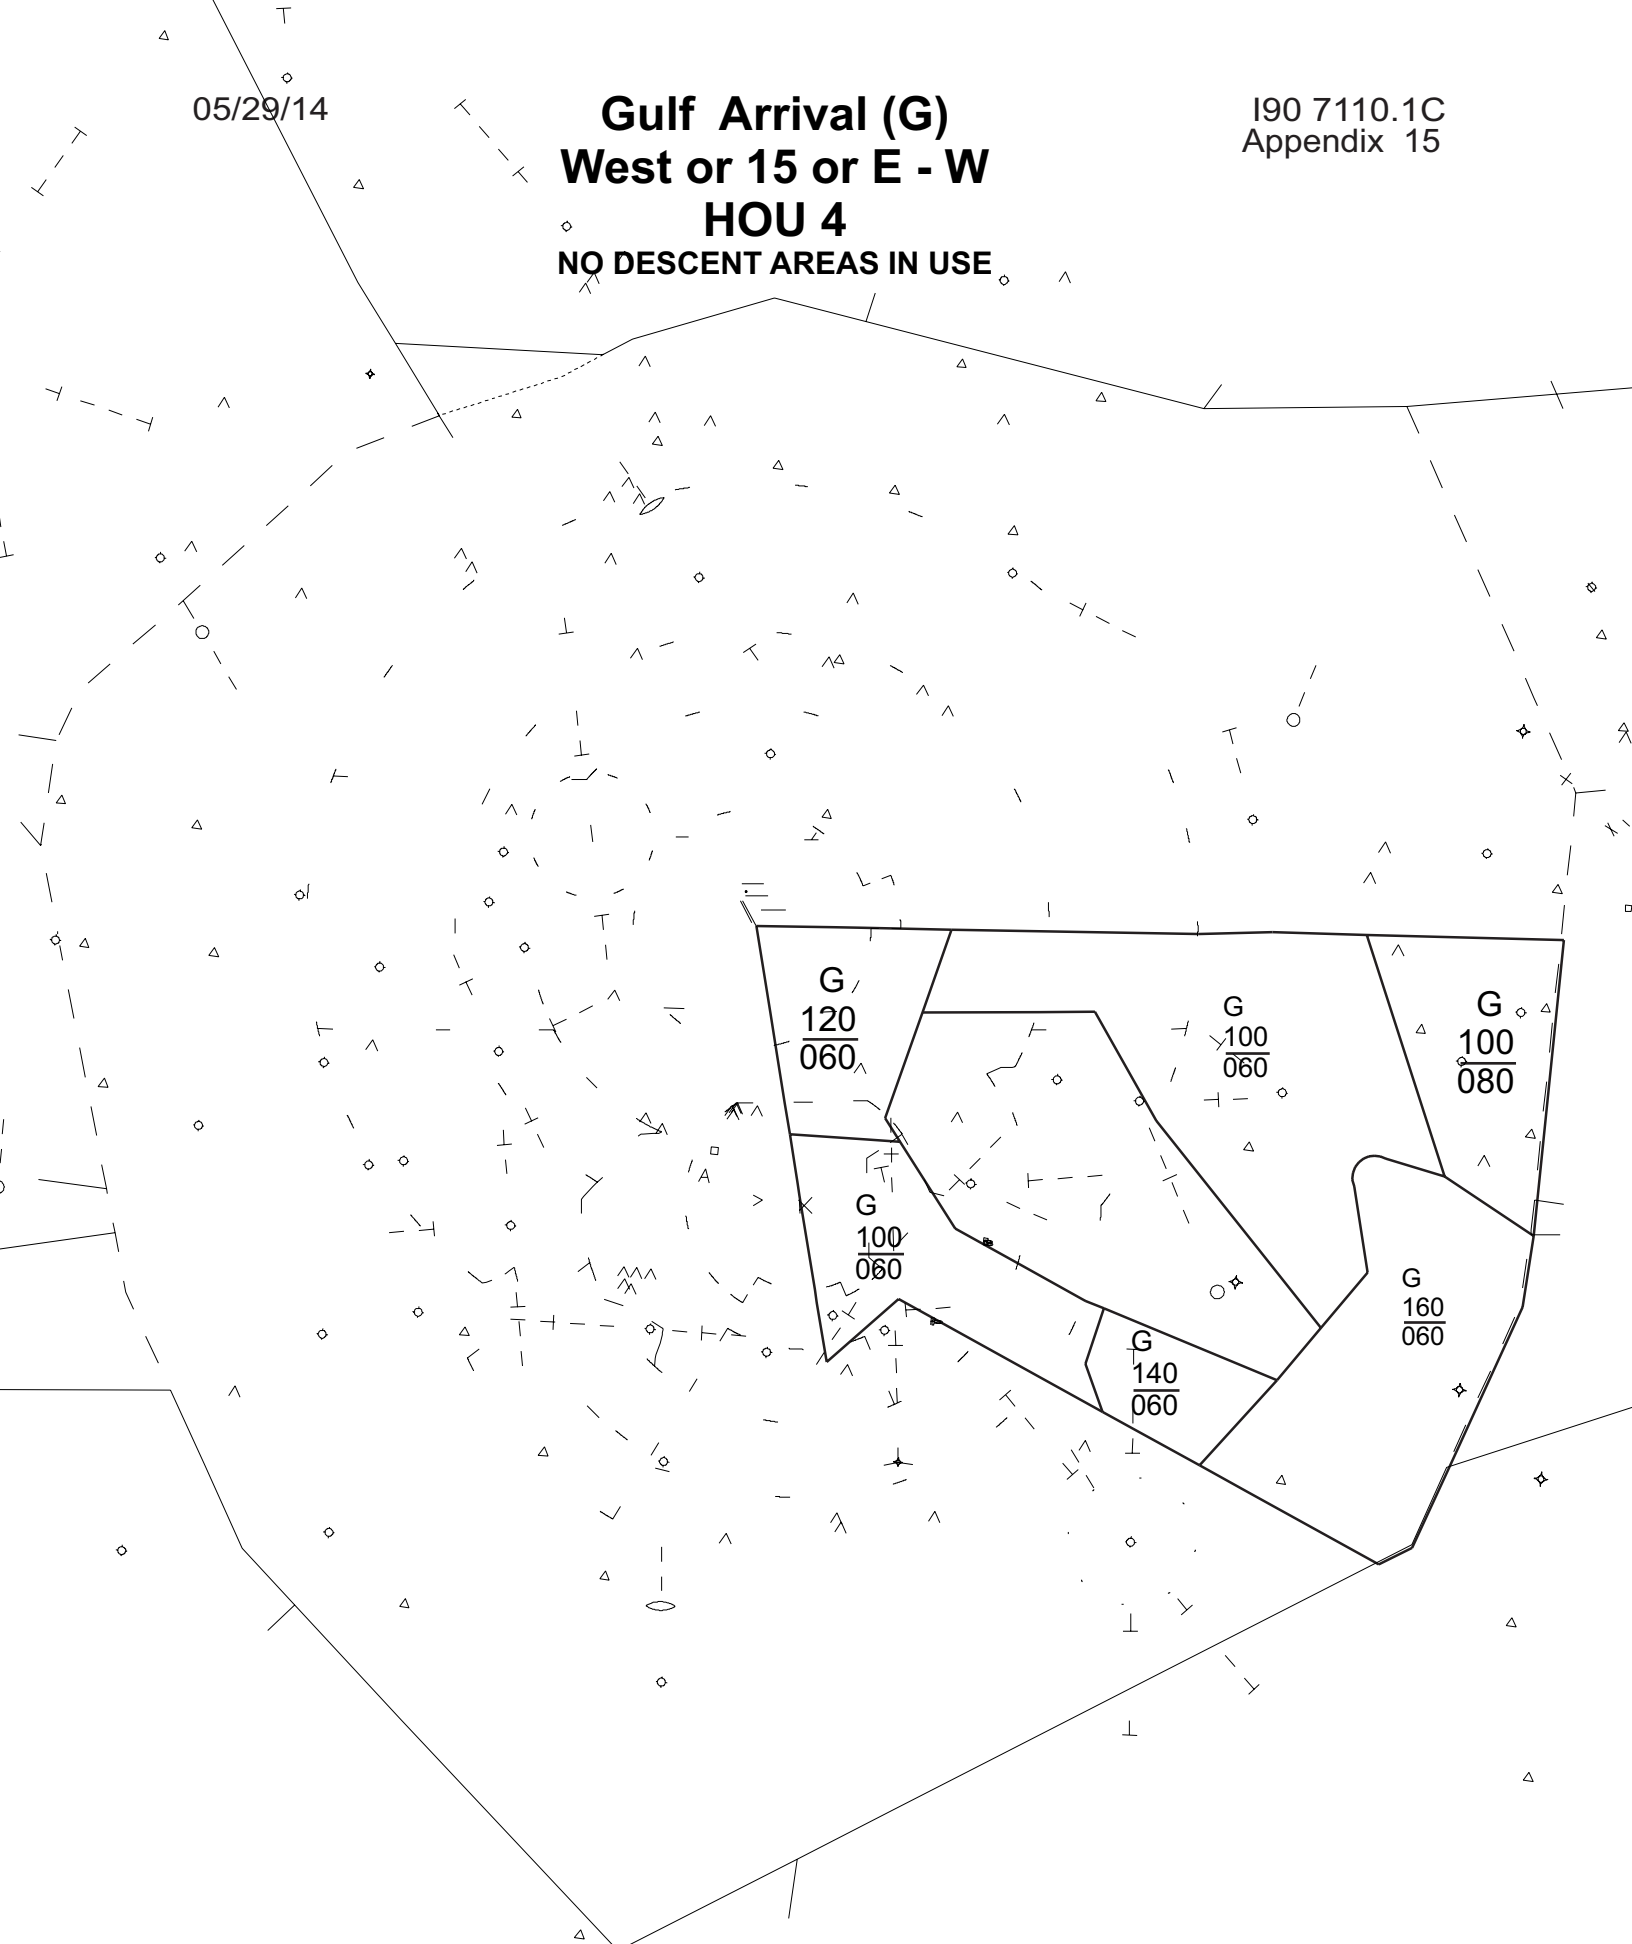 05/29/14
Gulf Arrival (G)
West or 15 or E - W
HOU 4
NO DESCENT AREAS IN USE
I90 7110.1C
Appendix 15
G
120
060
G
100
060
G
100
080
G
100
060
G
160
060
G
140
060